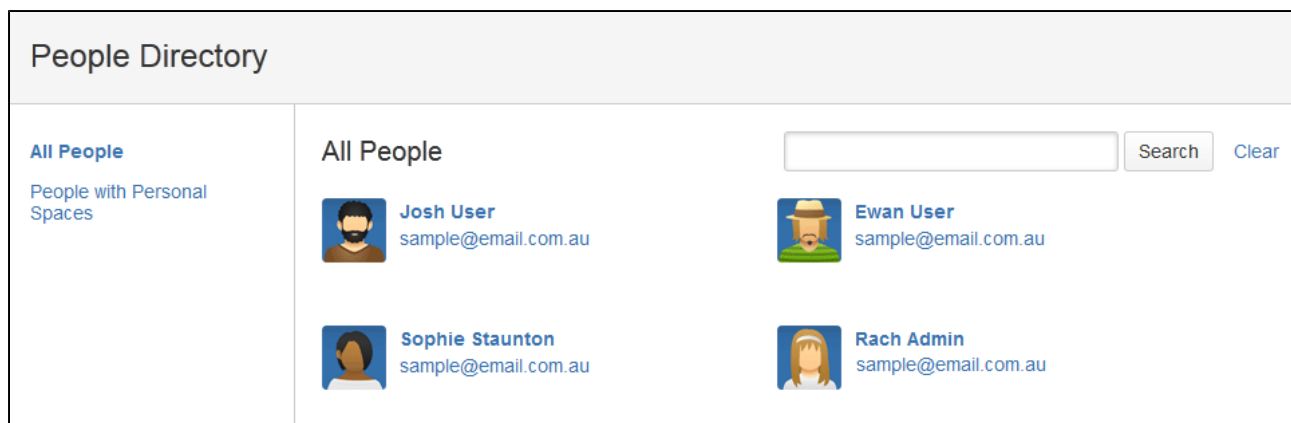 People Directory
All People
People with Personal
Spaces
All People
Search
Clear
Josh User
sample@email.com.au
Ewan User
sample@email.com.au
Sophie Staunton
sample@email.com.au
Rach Admin
sample@email.com.au